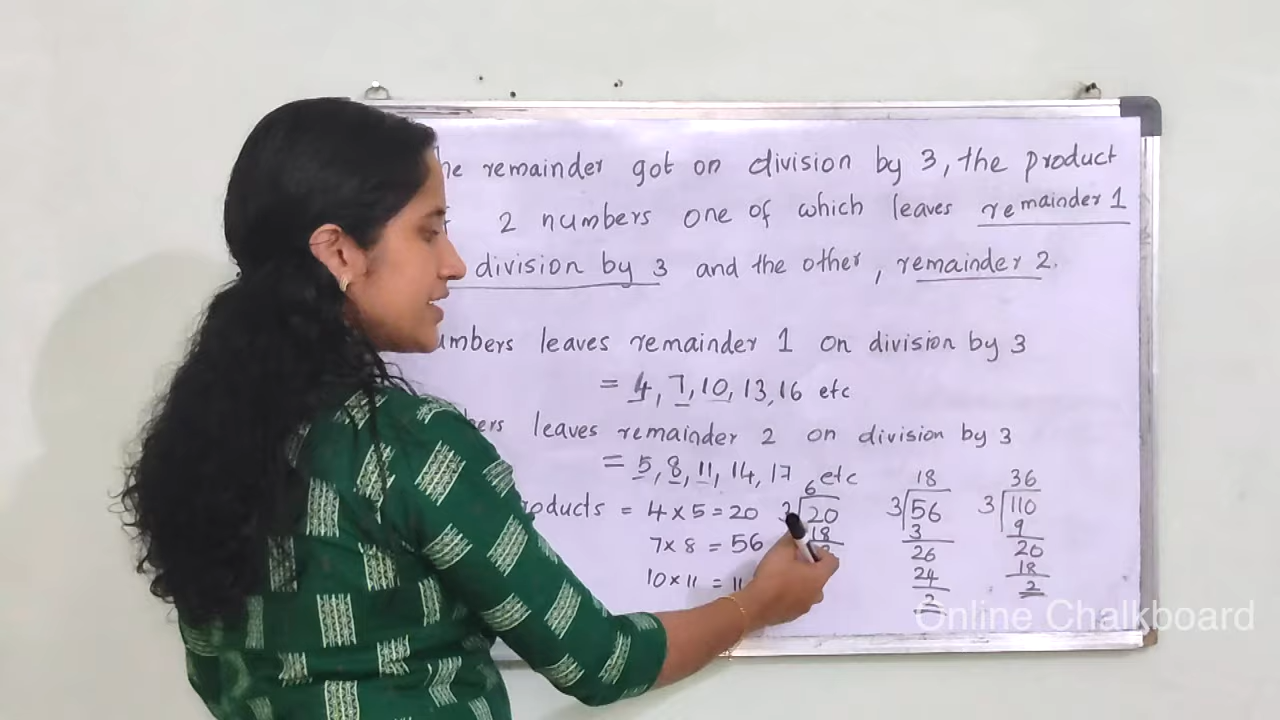 he remainder got on division by 3, the product
2 numbers one of which leaves remainder 1
division by 3 and the other, remainder 2.
umbers leaves remainder 1 on division by 3
= 4, 7, 10, 13, 16 etc
ers leaves remainder 2 on division by 3
= 5, 8, 11, 14, 17 etc
oducts = 4 × 5 = 20
7 × 8 = 56
10 × 11 = 11
6
3 20
18
18
3 56
3
26
24
2
36
3 110
9
20
18
2
Online Chalkboard